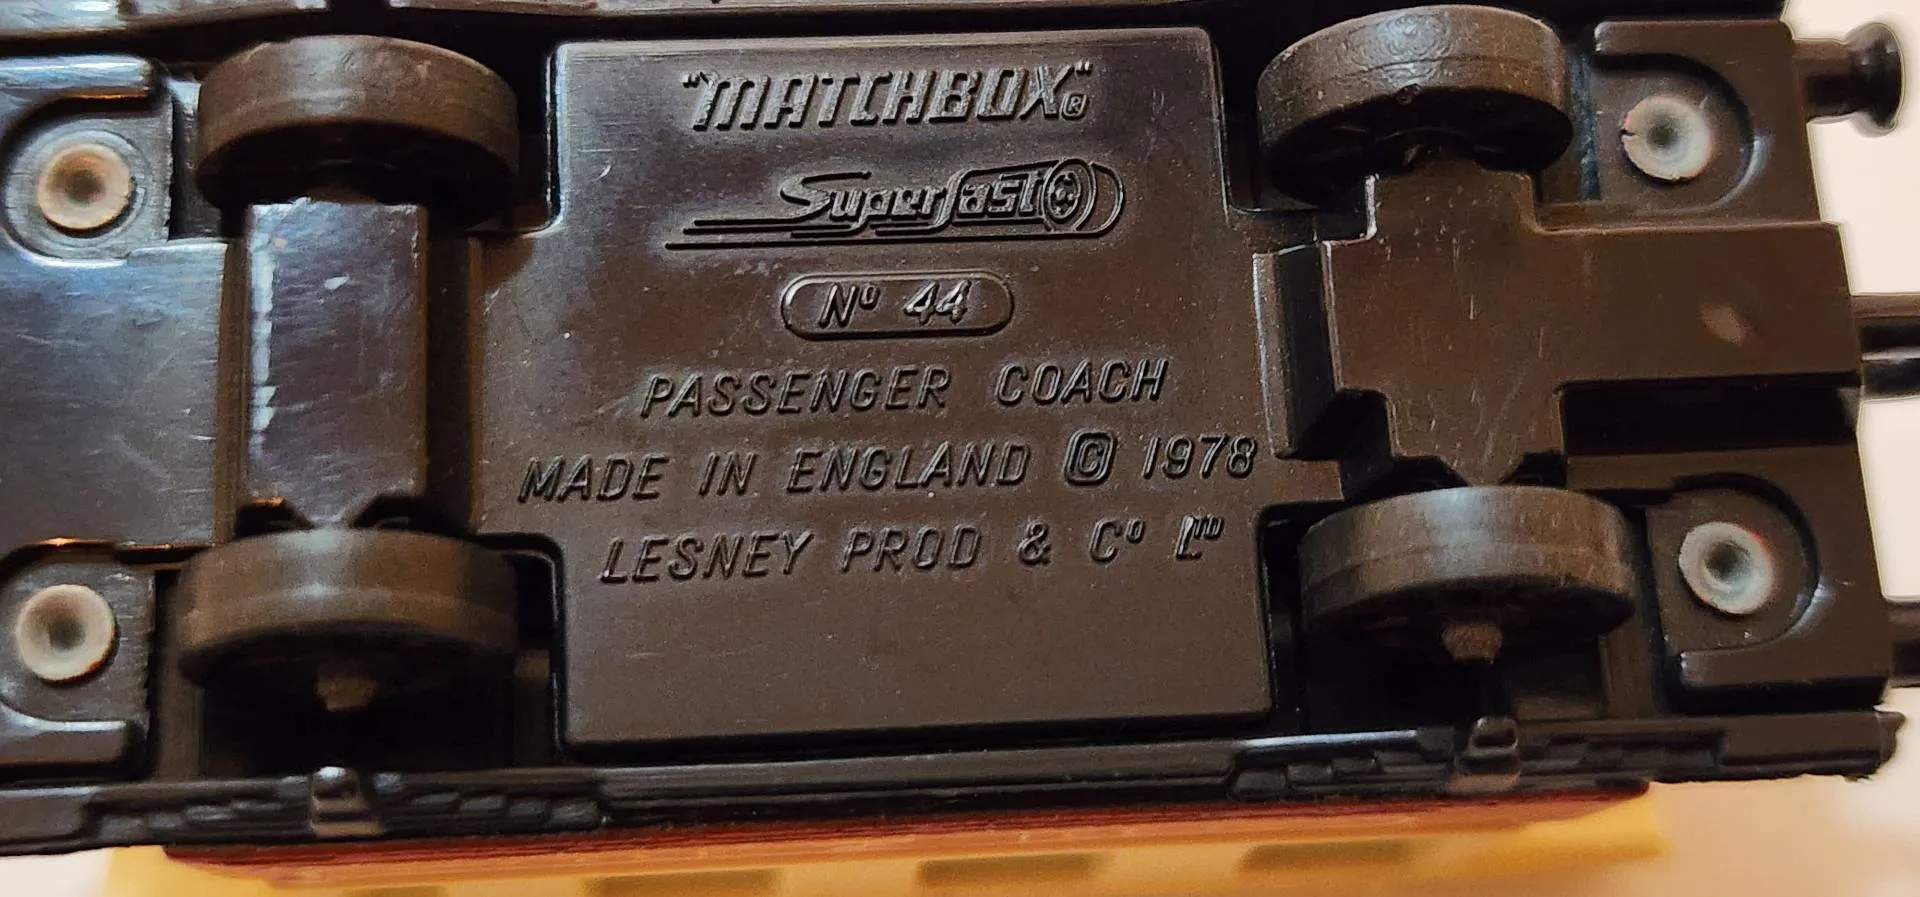 "MATCHBOX" ®
Superfast
Nº 44
PASSENGER COACH
MADE IN ENGLAND © 1978
LESNEY PROD & Cº Lᵀᴰ